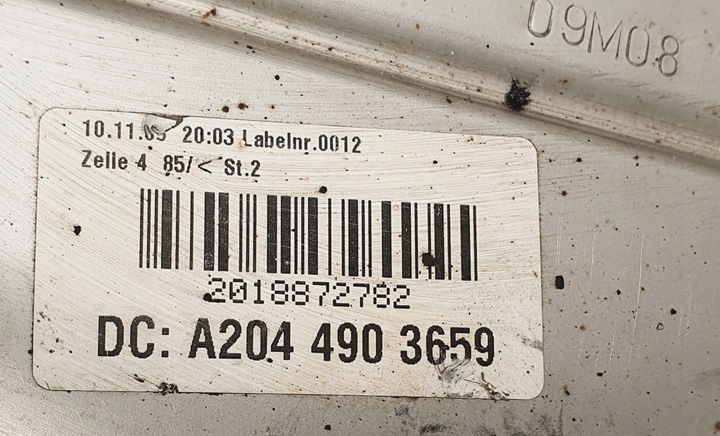 09M08
20:03 Labelnr.0012
Zelle 4 85/< St.2
2018872782
DC: A204 490 3659